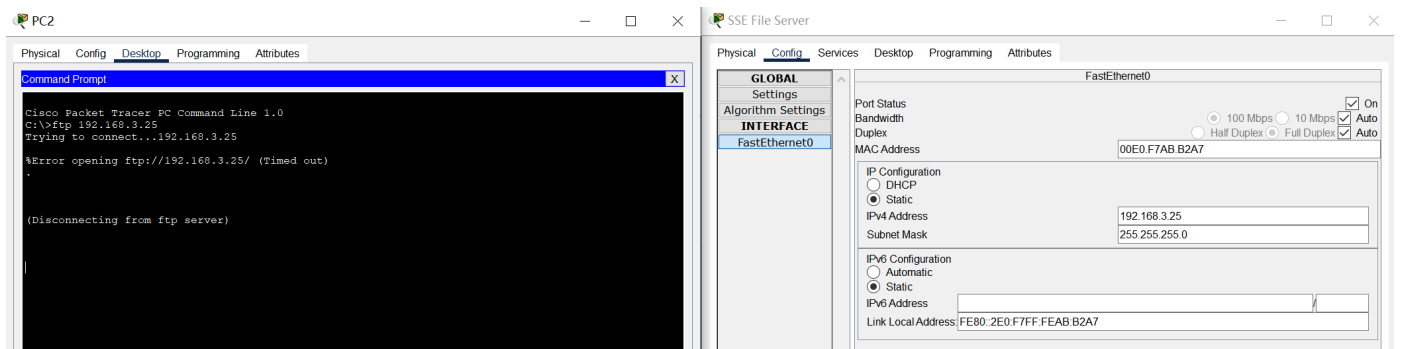 PC2
Physical Config Desktop Programming Attributes
Command Prompt
X
Cisco Packet Tracer PC Command Line 1.0
C:\>ftp 192.168.3.25
Trying to connect...192.168.3.25
%Error opening ftp://192.168.3.25/ (Timed out)
.
(Disconnecting from ftp server)
SSE File Server
Physical Config Services Desktop Programming Attributes
GLOBAL
Settings
Algorithm Settings
INTERFACE
FastEthernet0
FastEthernet0
Port Status On
Bandwidth 100 Mbps 10 Mbps Auto
Duplex Half Duplex Full Duplex Auto
MAC Address 00E0.F7AB.B2A7
IP Configuration
DHCP
Static
IPv4 Address 192.168.3.25
Subnet Mask 255.255.255.0
IPv6 Configuration
Automatic
Static
IPv6 Address /
Link Local Address: FE80::2E0:F7FF:FEAB:B2A7